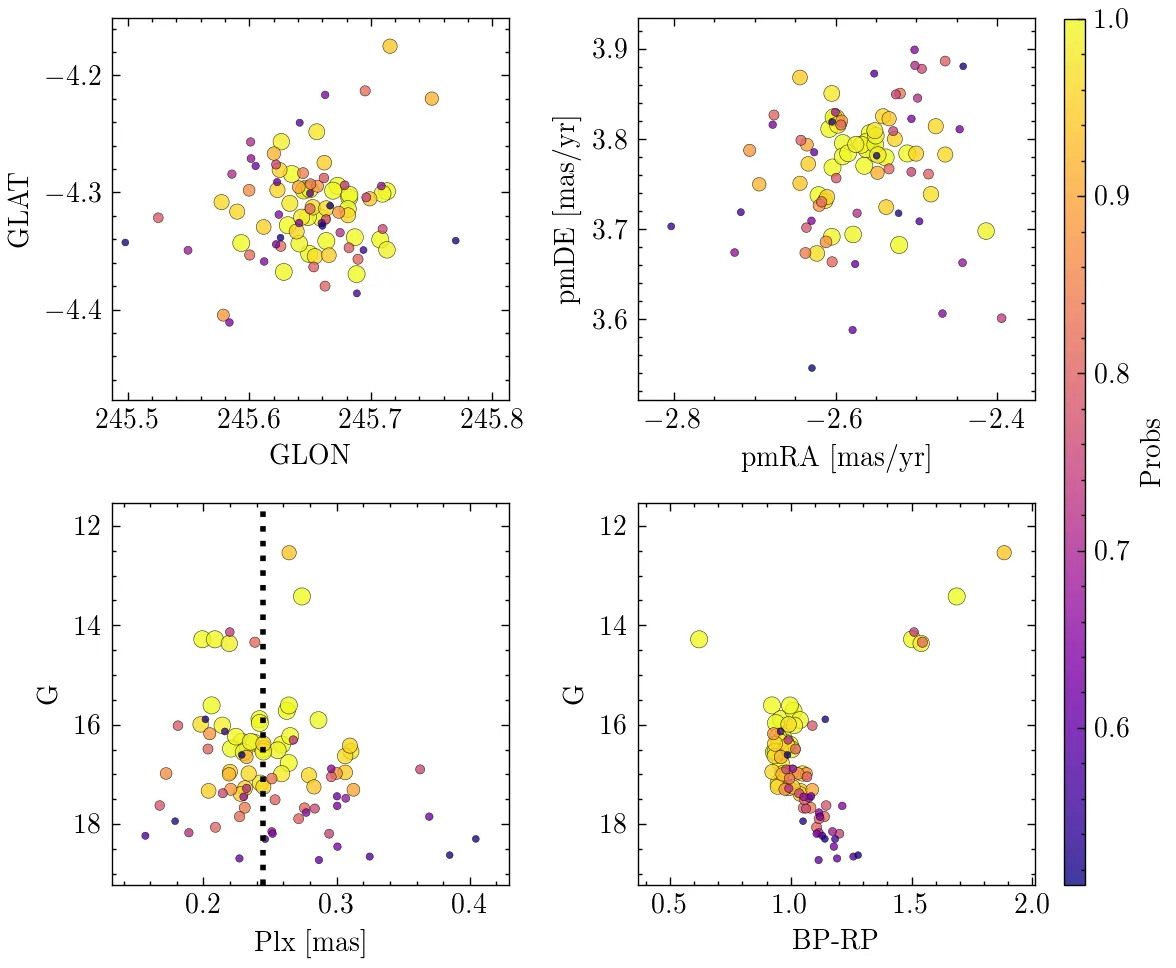 −4.2
−4.3
−4.4
GLAT
245.5 245.6 245.7 245.8
GLON
3.9
3.8
3.7
3.6
pmDE [mas/yr]
−2.8 −2.6 −2.4
pmRA [mas/yr]
1.0
0.9
0.8
0.7
0.6
Probs
12
14
16
18
G
0.2 0.3 0.4
Plx [mas]
12
14
16
18
G
0.5 1.0 1.5 2.0
BP-RP